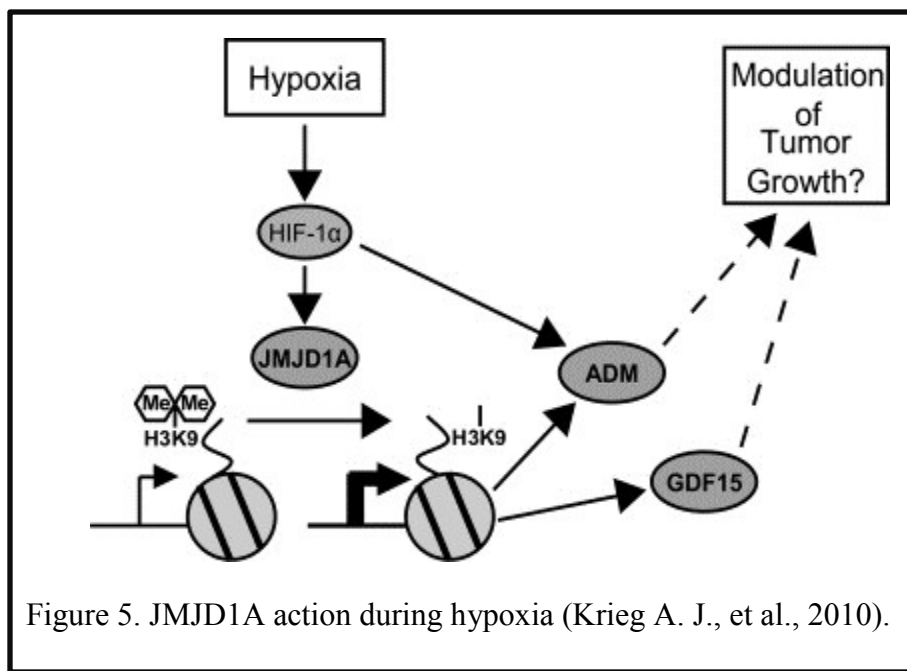 Hypoxia
Modulation
of
Tumor
Growth?
HIF-1α
JMJD1A
ADM
Me Me
H3K9
H3K9
GDF15
Figure 5. JMJD1A action during hypoxia (Krieg A. J., et al., 2010).